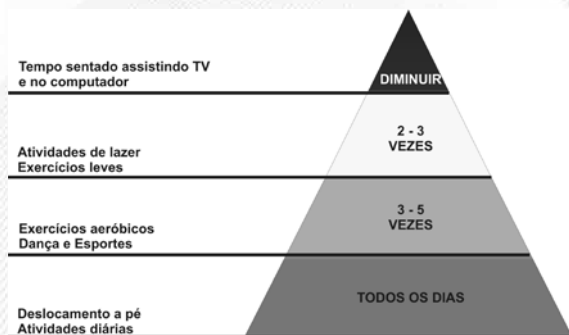 Tempo sentado assistindo TV
e no computador
DIMINUIR
2 - 3
VEZES
Atividades de lazer
Exercícios leves
3 - 5
VEZES
Exercícios aeróbicos
Dança e Esportes
TODOS OS DIAS
Deslocamento a pé
Atividades diárias